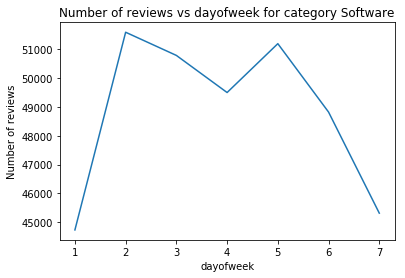 Number of reviews vs dayofweek for category Software
Number of reviews
51000
50000
49000
48000
47000
46000
45000
1 2 3 4 5 6 7
dayofweek